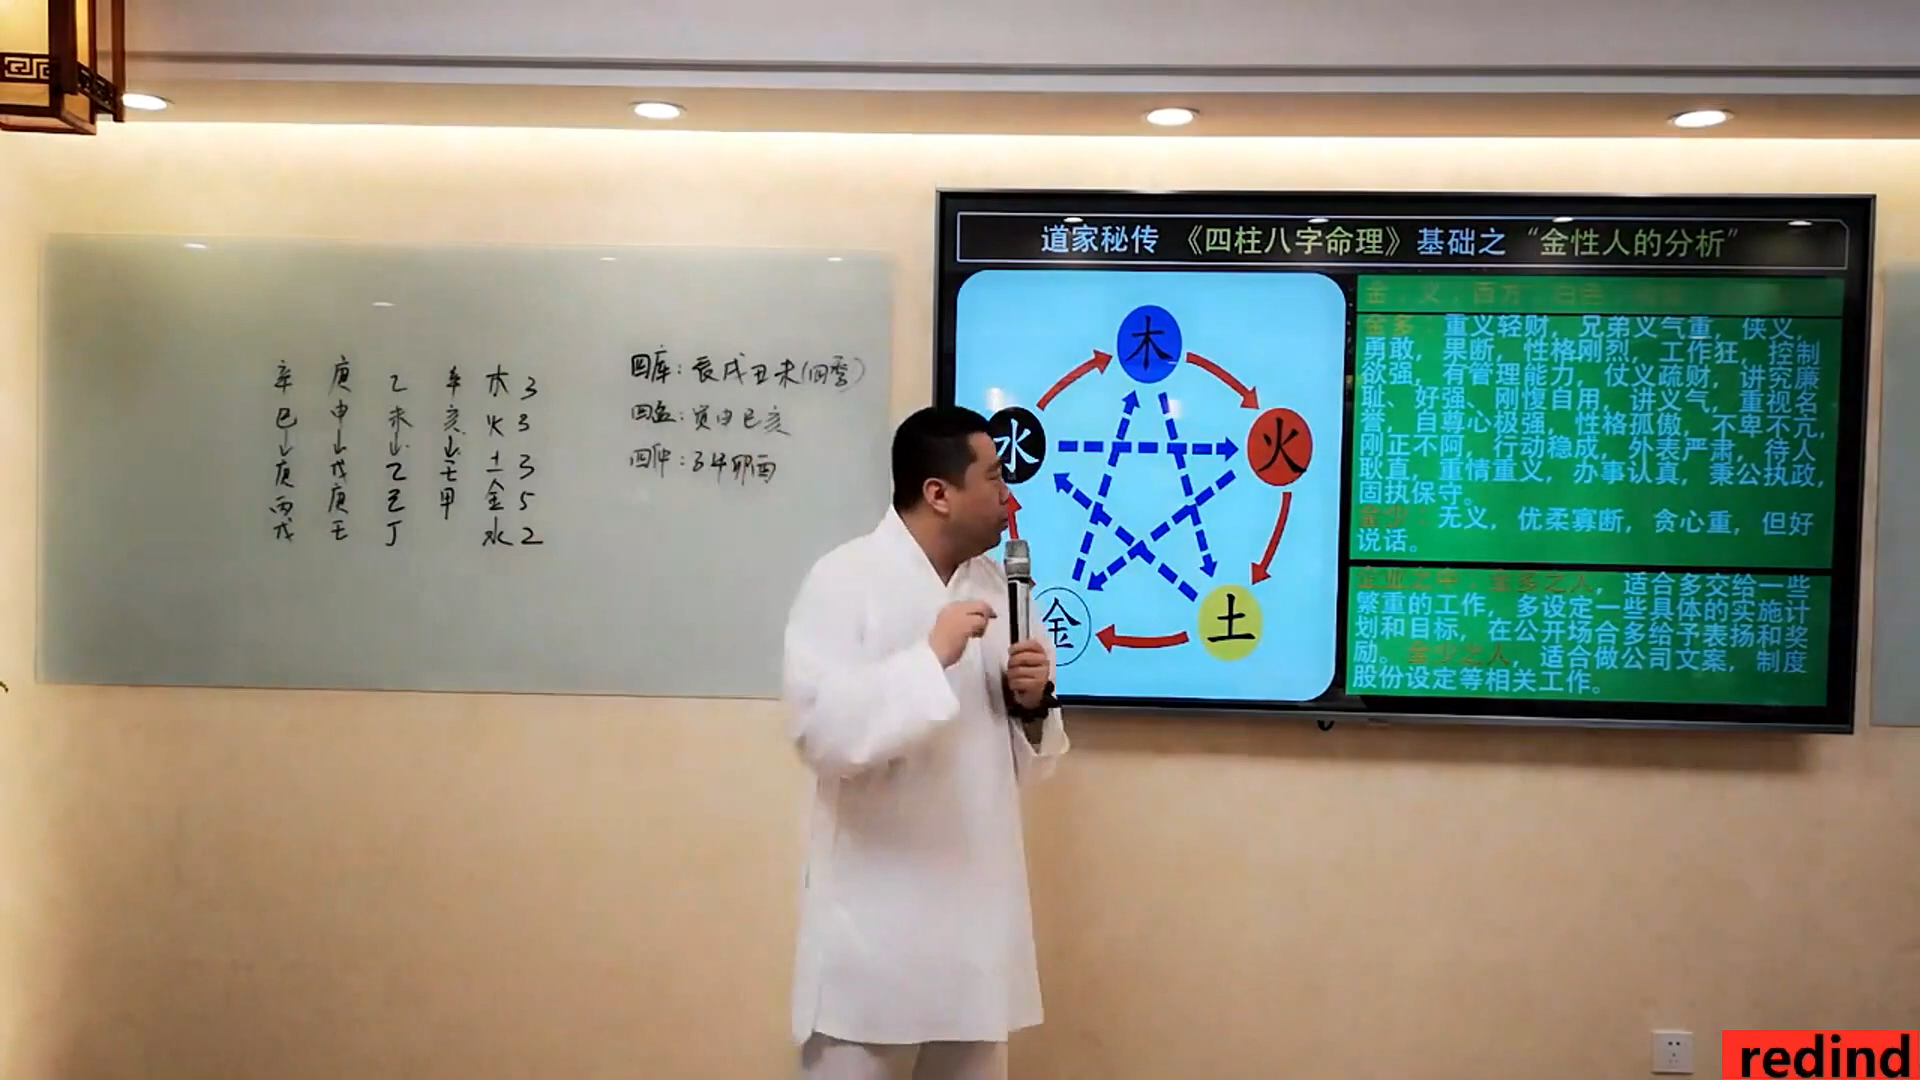 辛 庚 乙 辛 木 3
巳 申 未 亥 火 3
庚 戊 乙 壬 土 3
丙 庚 己 甲 金 5
戊 壬 丁 水 2
四库：辰戌丑未(四季)
四孟：寅申巳亥
四仲：子午卯酉
道家秘传 《四柱八字命理》 基础之 “金性人的分析”
木
水
火
金
土
金，义，西方，白色，
金多：重义轻财，兄弟义气重，侠义，
勇敢，果断，性格刚烈，工作狂，控制
欲强，有管理能力，仗义疏财，讲究廉
耻、好强、刚愎自用，讲义气，重视名
誉，自尊心极强，性格孤傲，不卑不亢，
刚正不阿，行动稳成，外表严肃，待人
耿直，重情重义，办事认真，秉公执政，
固执保守。
金少：无义，优柔寡断，贪心重，但好
说话。
企业之中，金多之人，适合多交给一些
繁重的工作，多设定一些具体的实施计
划和目标，在公开场合多给予表扬和奖
励。金少之人，适合做公司文案，制度
股份设定等相关工作。
redind